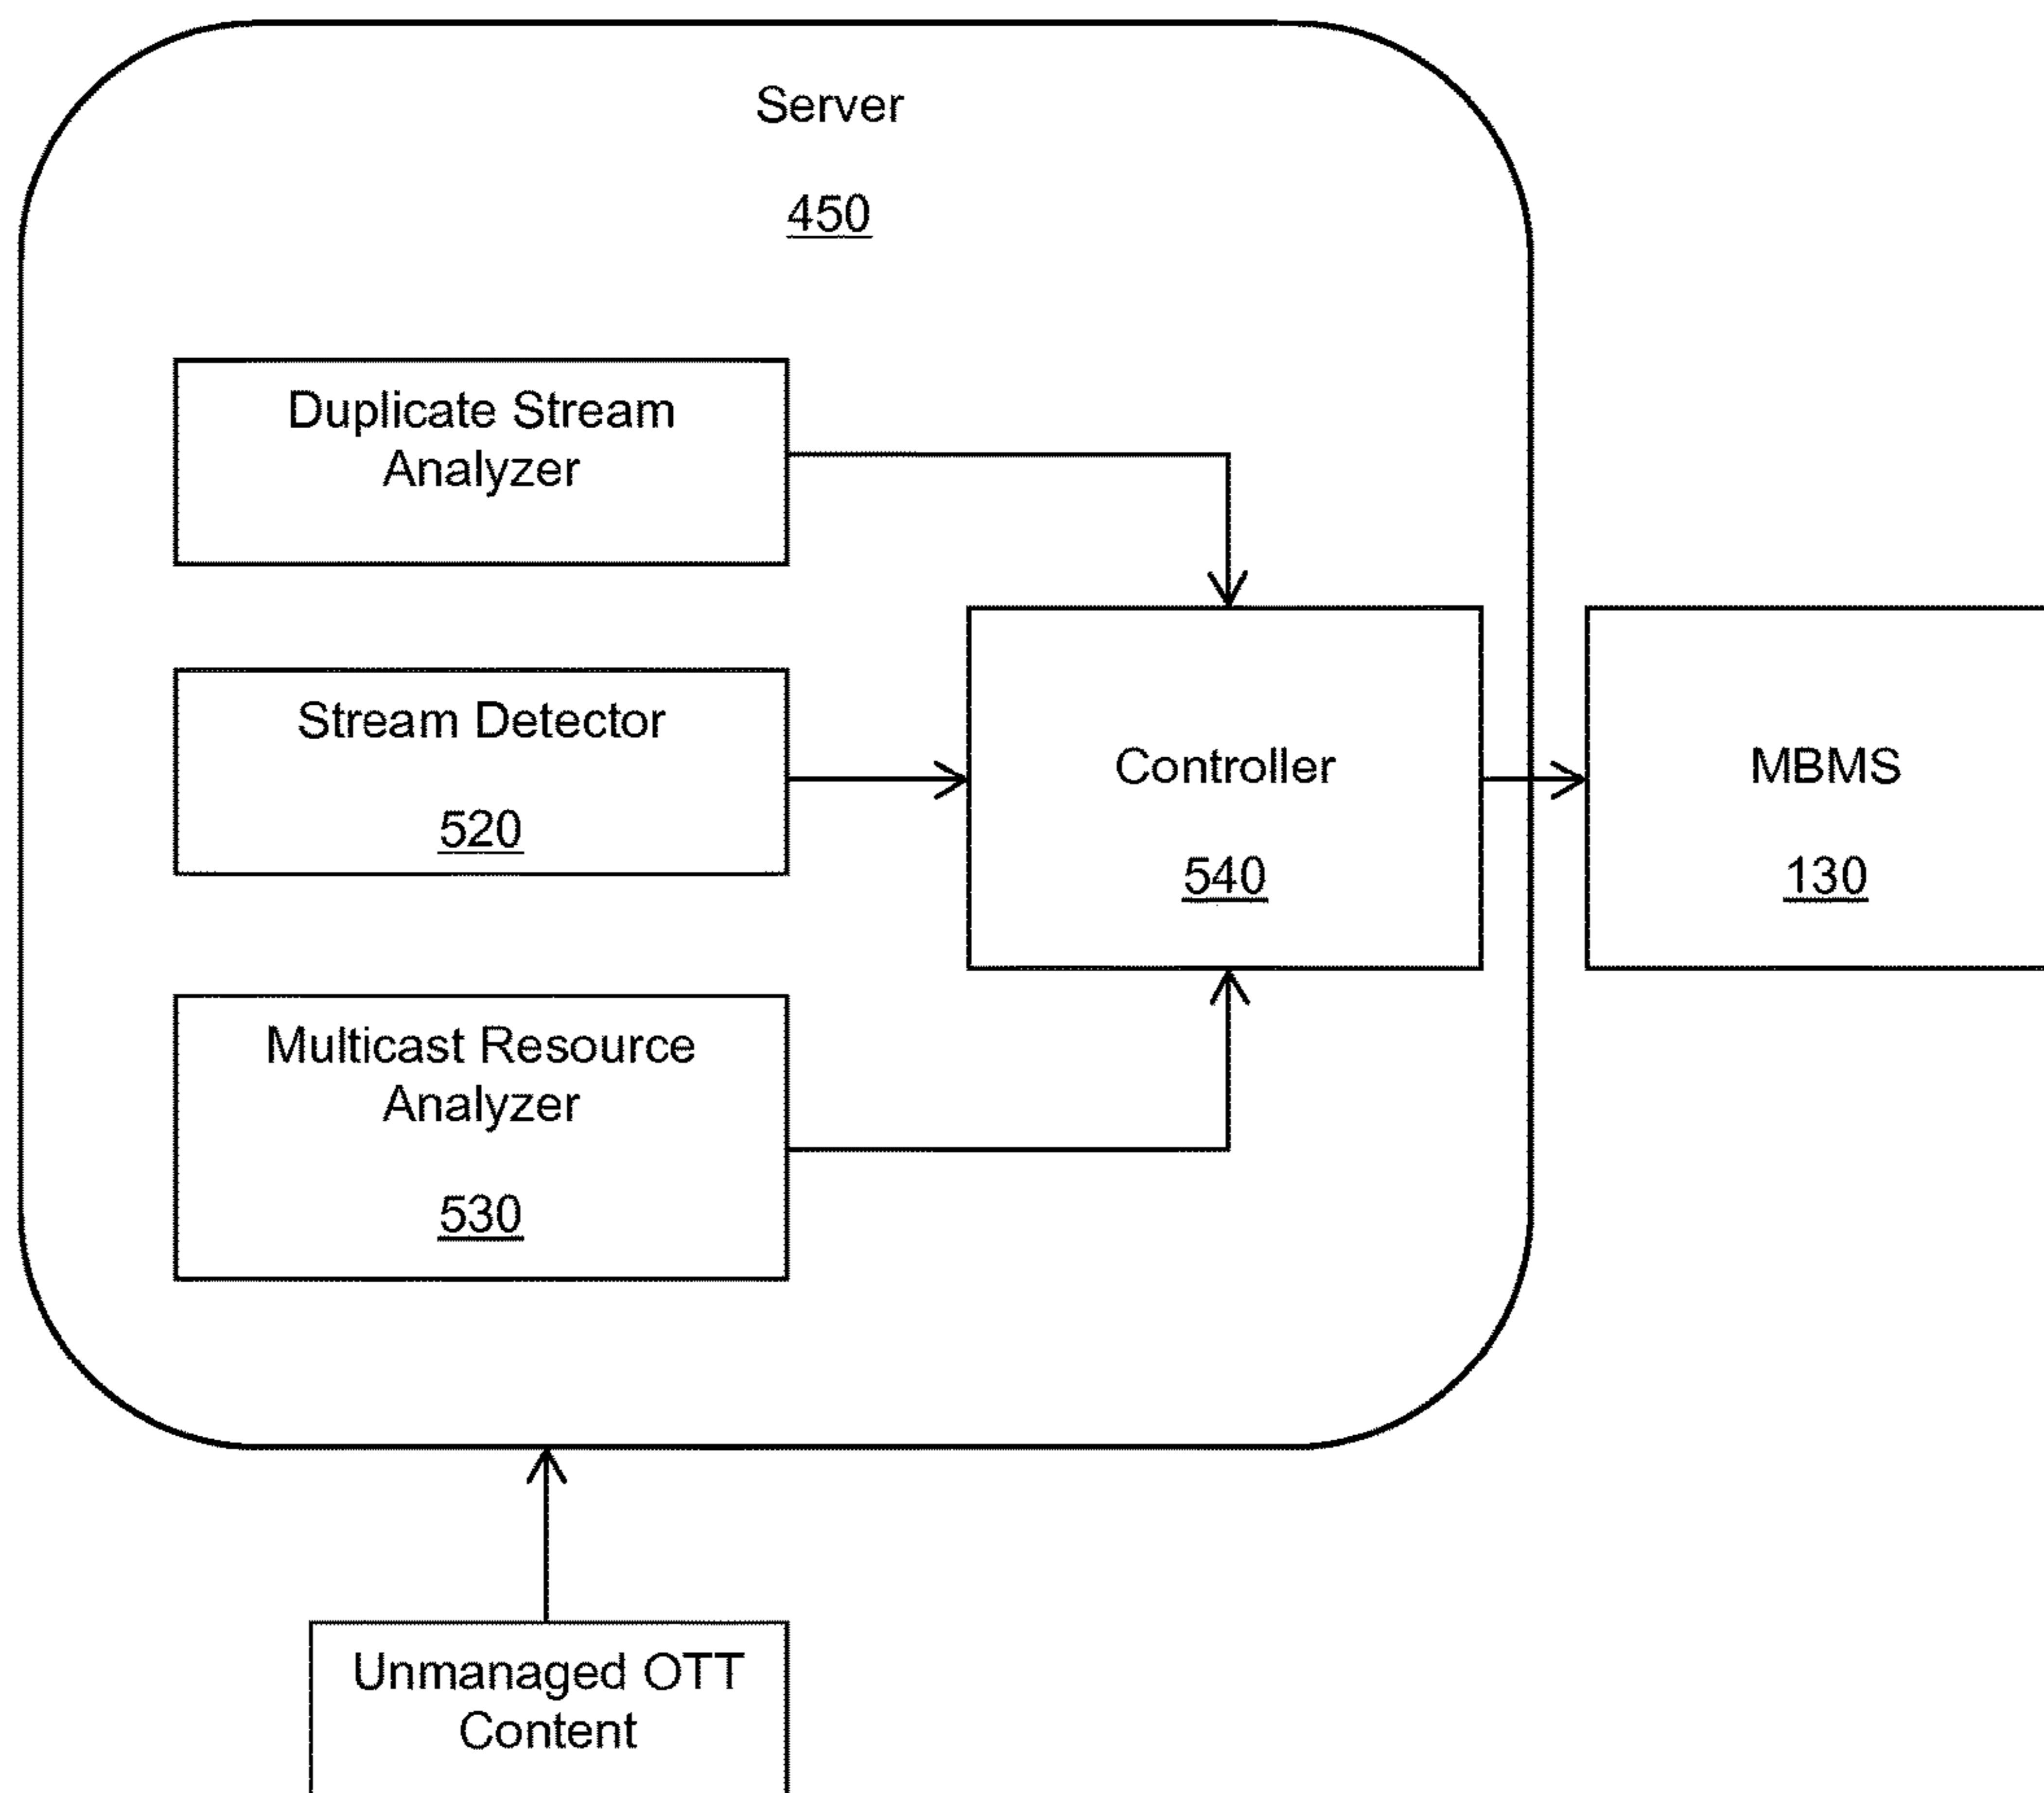 Server
450
Duplicate Stream
Analyzer
Stream Detector
520
Controller
540
MBMS
130
Multicast Resource
Analyzer
530
Unmanaged OTT
Content